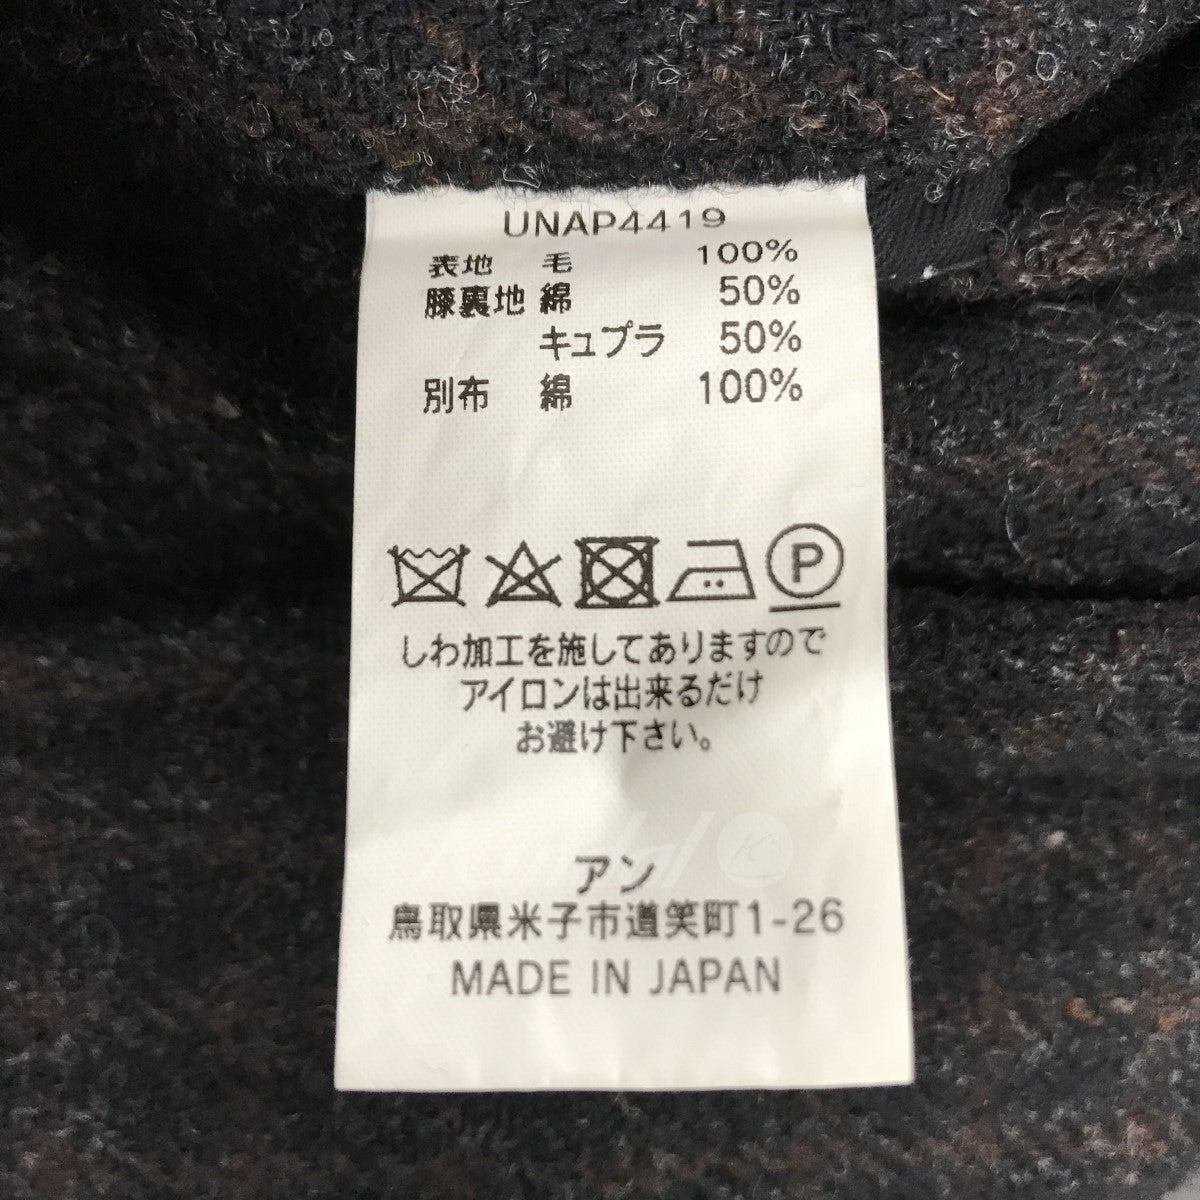 UNAP4419
表地 毛 100%
膝裏地 綿 50%
キュプラ 50%
別布 綿 100%
P
しわ加工を施してありますので
アイロンは出来るだけ
お避け下さい。
アン
鳥取県米子市道笑町1-26
MADE IN JAPAN